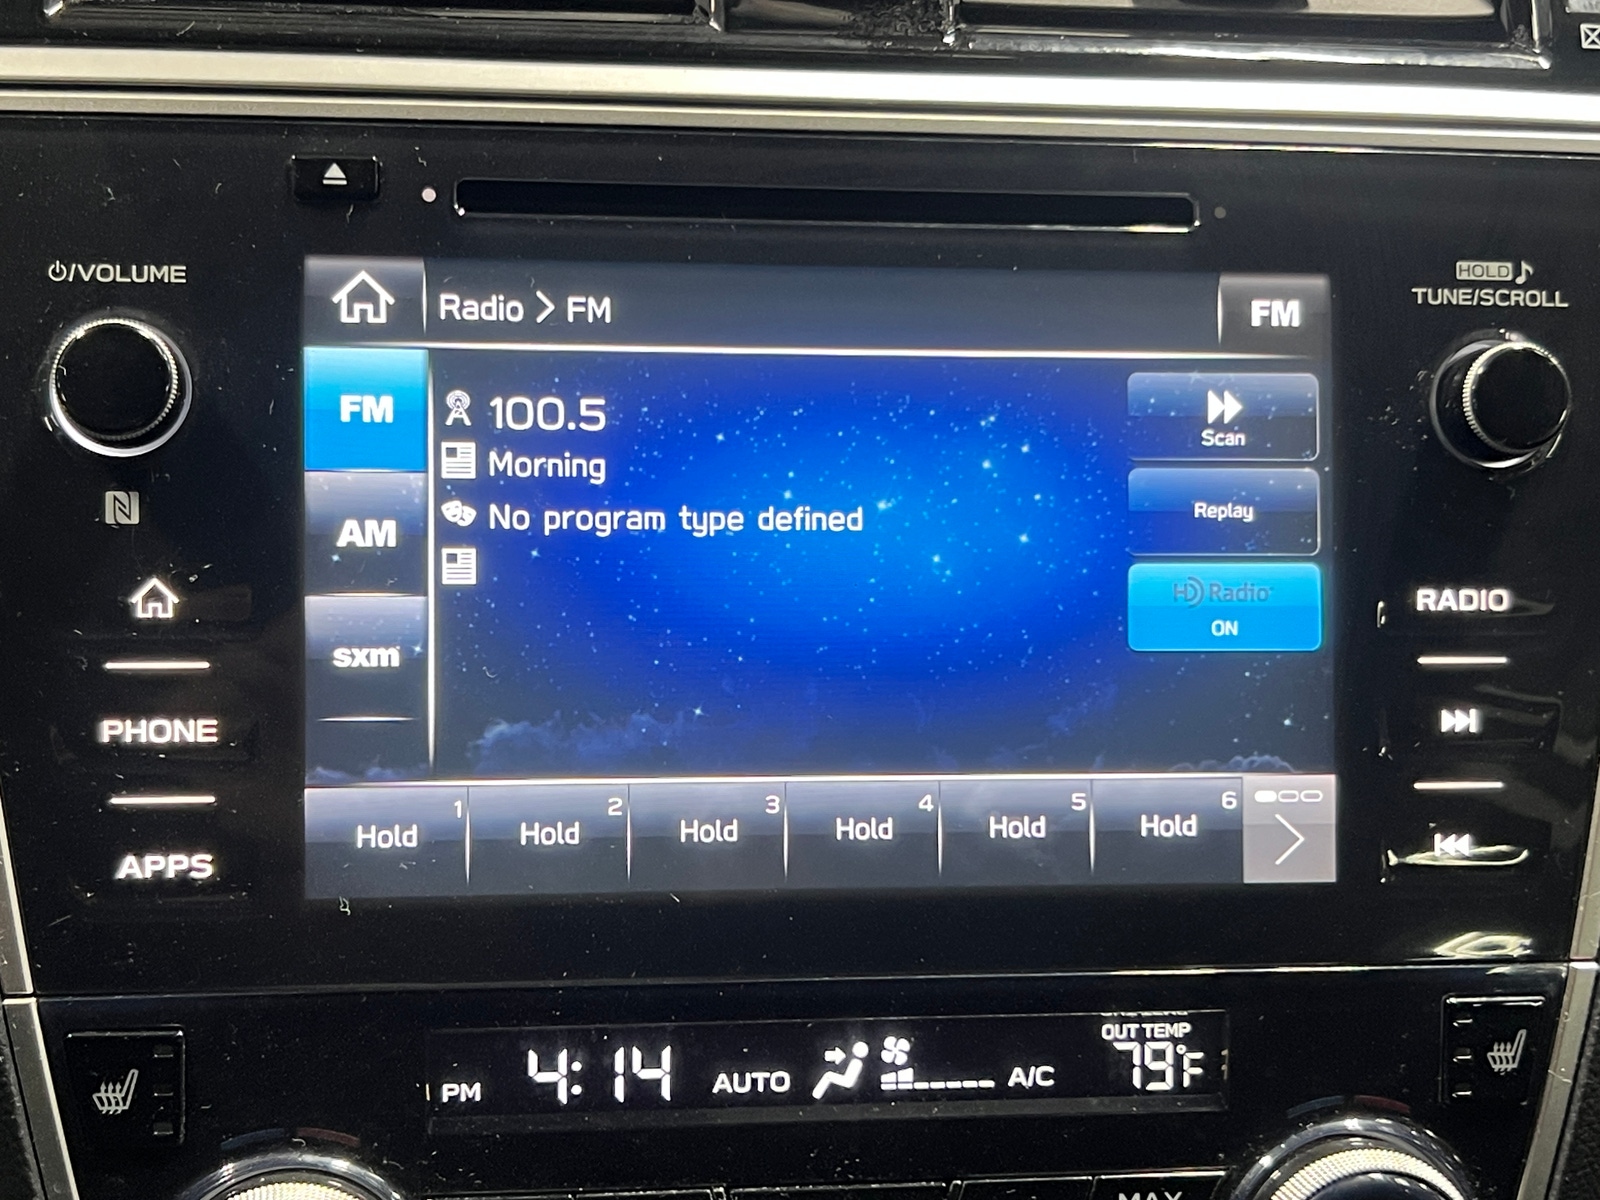 /VOLUME
HOLD
TUNE/SCROLL
Radio > FM
FM
FM
100.5
Scan
Morning
Replay
AM
No program type defined
HD Radio
ON
RADIO
sxm
PHONE
1 2 3 4 5 6
Hold Hold Hold Hold Hold Hold
APPS
OUT TEMP
PM 4:14 AUTO A/C 79°F
MAX